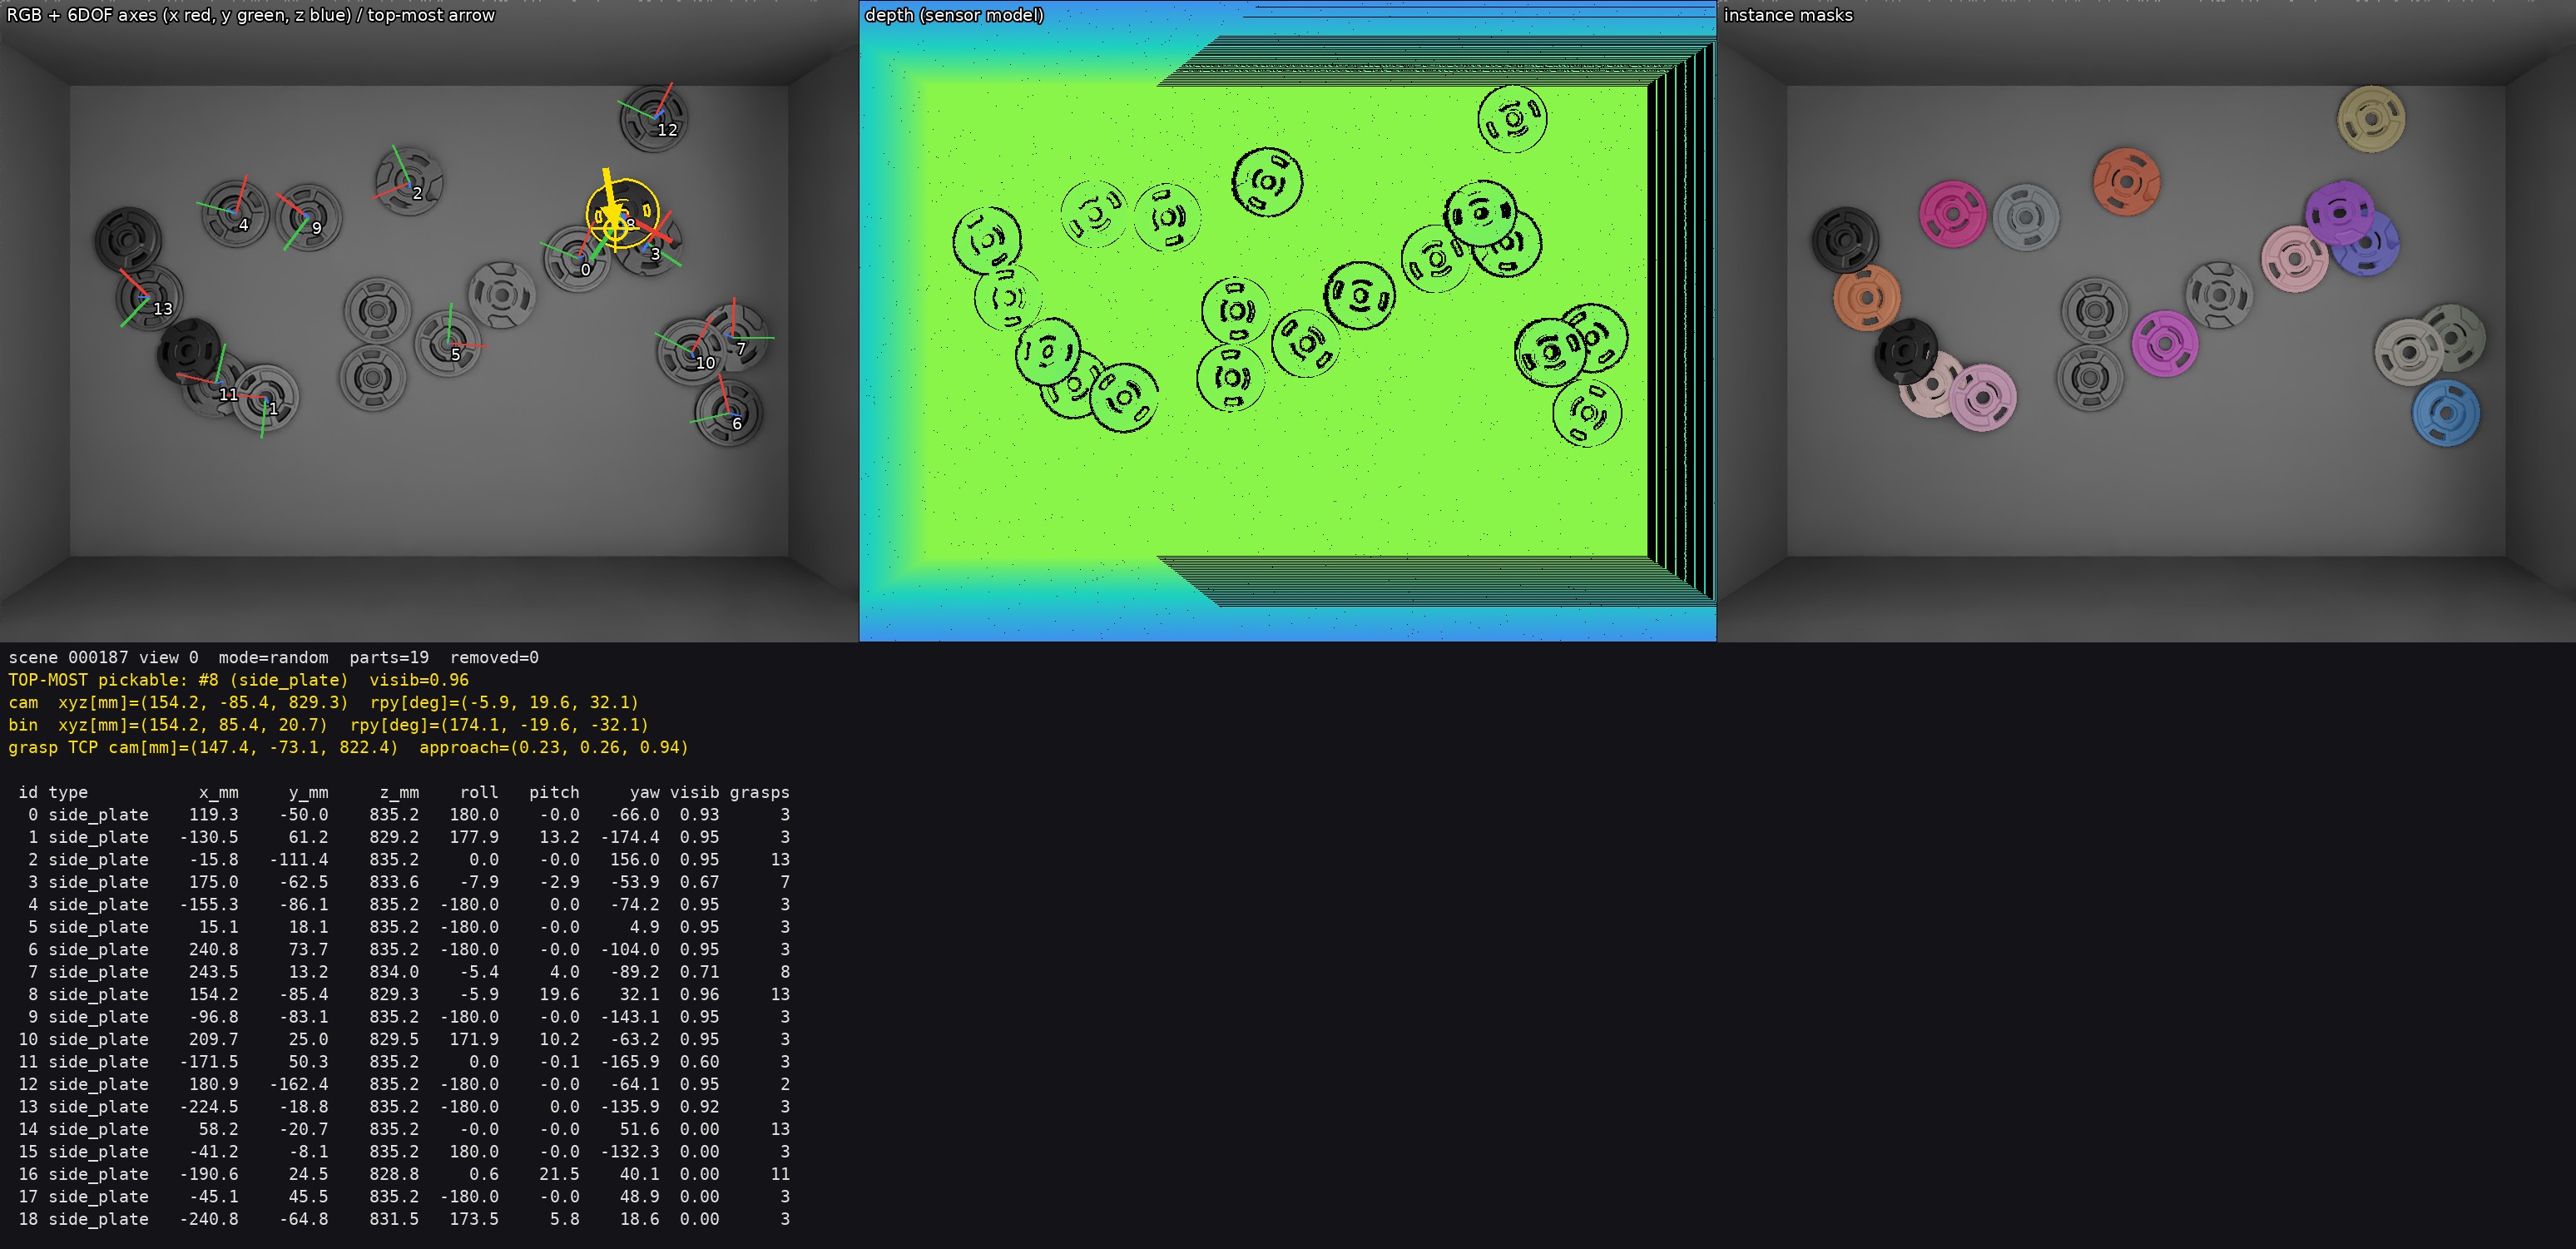 RGB + 6DOF axes (x red, y green, z blue) / top-most arrow
depth (sensor model)
instance masks
12
2
4
9
8
3
0
13
5
7
10
11
1
6
scene 000187 view 0  mode=random  parts=19  removed=0
TOP-MOST pickable: #8 (side_plate)  visib=0.96
cam  xyz[mm]=(154.2, -85.4, 829.3)  rpy[deg]=(-5.9, 19.6, 32.1)
bin  xyz[mm]=(154.2, 85.4, 20.7)  rpy[deg]=(174.1, -19.6, -32.1)
grasp TCP cam[mm]=(147.4, -73.1, 822.4)  approach=(0.23, 0.26, 0.94)
id type x_mm y_mm z_mm roll pitch yaw visib grasps
0 side_plate 119.3 -50.0 835.2 180.0 -0.0 -66.0 0.93 3
1 side_plate -130.5 61.2 829.2 177.9 13.2 -174.4 0.95 3
2 side_plate -15.8 -111.4 835.2 0.0 -0.0 156.0 0.95 13
3 side_plate 175.0 -62.5 833.6 -7.9 -2.9 -53.9 0.67 7
4 side_plate -155.3 -86.1 835.2 -180.0 0.0 -74.2 0.95 3
5 side_plate 15.1 18.1 835.2 -180.0 -0.0 4.9 0.95 3
6 side_plate 240.8 73.7 835.2 -180.0 -0.0 -104.0 0.95 3
7 side_plate 243.5 13.2 834.0 -5.4 4.0 -89.2 0.71 8
8 side_plate 154.2 -85.4 829.3 -5.9 19.6 32.1 0.96 13
9 side_plate -96.8 -83.1 835.2 -180.0 -0.0 -143.1 0.95 3
10 side_plate 209.7 25.0 829.5 171.9 10.2 -63.2 0.95 3
11 side_plate -171.5 50.3 835.2 0.0 -0.1 -165.9 0.60 3
12 side_plate 180.9 -162.4 835.2 -180.0 -0.0 -64.1 0.95 2
13 side_plate -224.5 -18.8 835.2 -180.0 0.0 -135.9 0.92 3
14 side_plate 58.2 -20.7 835.2 -0.0 -0.0 51.6 0.00 13
15 side_plate -41.2 -8.1 835.2 180.0 -0.0 -132.3 0.00 3
16 side_plate -190.6 24.5 828.8 0.6 21.5 40.1 0.00 11
17 side_plate -45.1 45.5 835.2 -180.0 -0.0 48.9 0.00 3
18 side_plate -240.8 -64.8 831.5 173.5 5.8 18.6 0.00 3